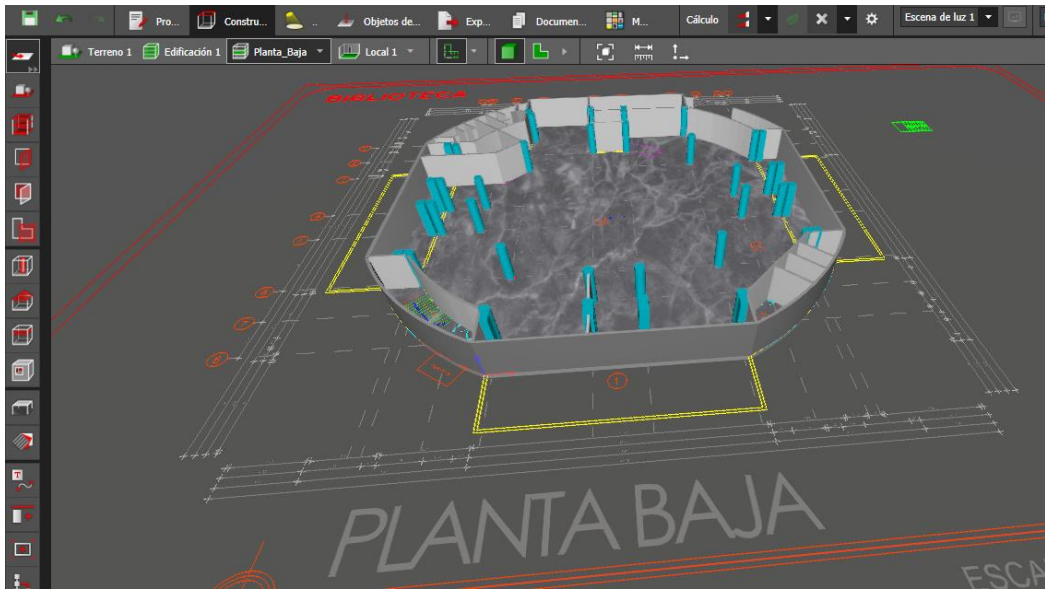 Pro...
Constru...
..
Objetos de...
Exp...
Documen...
M...
Cálculo
Escena de luz 1
Terreno 1
Edificación 1
Planta_Baja
Local 1
BIBLIOTECA
1
PLANTA BAJA
ESCA